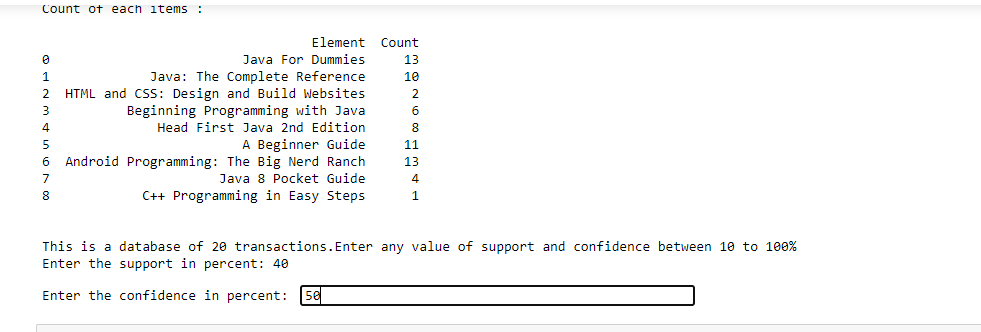 Count of each items :
Element Count
0 Java For Dummies 13
1 Java: The Complete Reference 10
2 HTML and CSS: Design and Build Websites 2
3 Beginning Programming with Java 6
4 Head First Java 2nd Edition 8
5 A Beginner Guide 11
6 Android Programming: The Big Nerd Ranch 13
7 Java 8 Pocket Guide 4
8 C++ Programming in Easy Steps 1
This is a database of 20 transactions.Enter any value of support and confidence between 10 to 100%
Enter the support in percent: 40
Enter the confidence in percent: 50